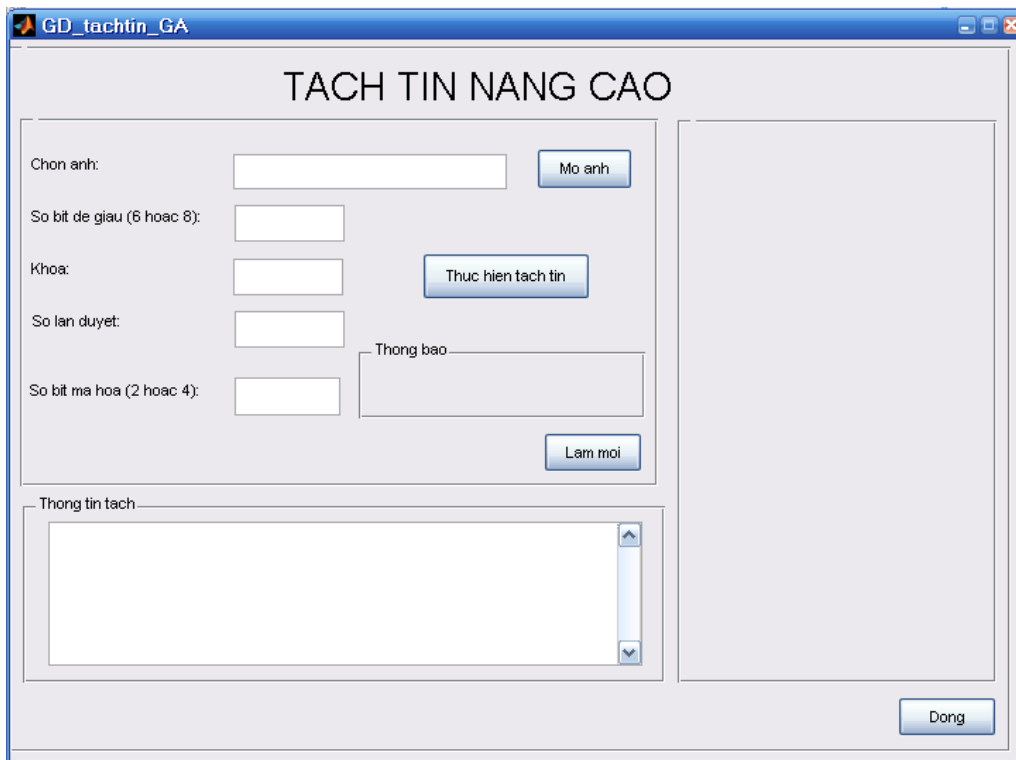 GD_tachtin_GA
TACH TIN NANG CAO
Chon anh:
Mo anh
So bit de giau (6 hoac 8):
Khoa:
Thuc hien tach tin
So lan duyet:
Thong bao
So bit ma hoa (2 hoac 4):
Lam moi
Thong tin tach
Dong